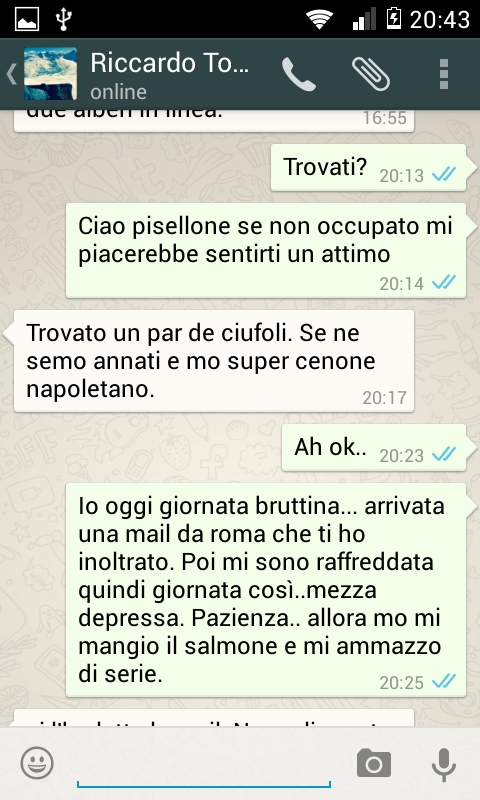 20:43
Riccardo To...
online
due alberi in linea.
16:55
Trovati?
20:13
Ciao pisellone se non occupato mi
piacerebbe sentirti un attimo
20:14
Trovato un par de ciufoli. Se ne
semo annati e mo super cenone
napoletano.
20:17
Ah ok..
20:23
Io oggi giornata bruttina... arrivata
una mail da roma che ti ho
inoltrato. Poi mi sono raffreddata
quindi giornata così..mezza
depressa. Pazienza.. allora mo mi
mangio il salmone e mi ammazzo
di serie.
20:25